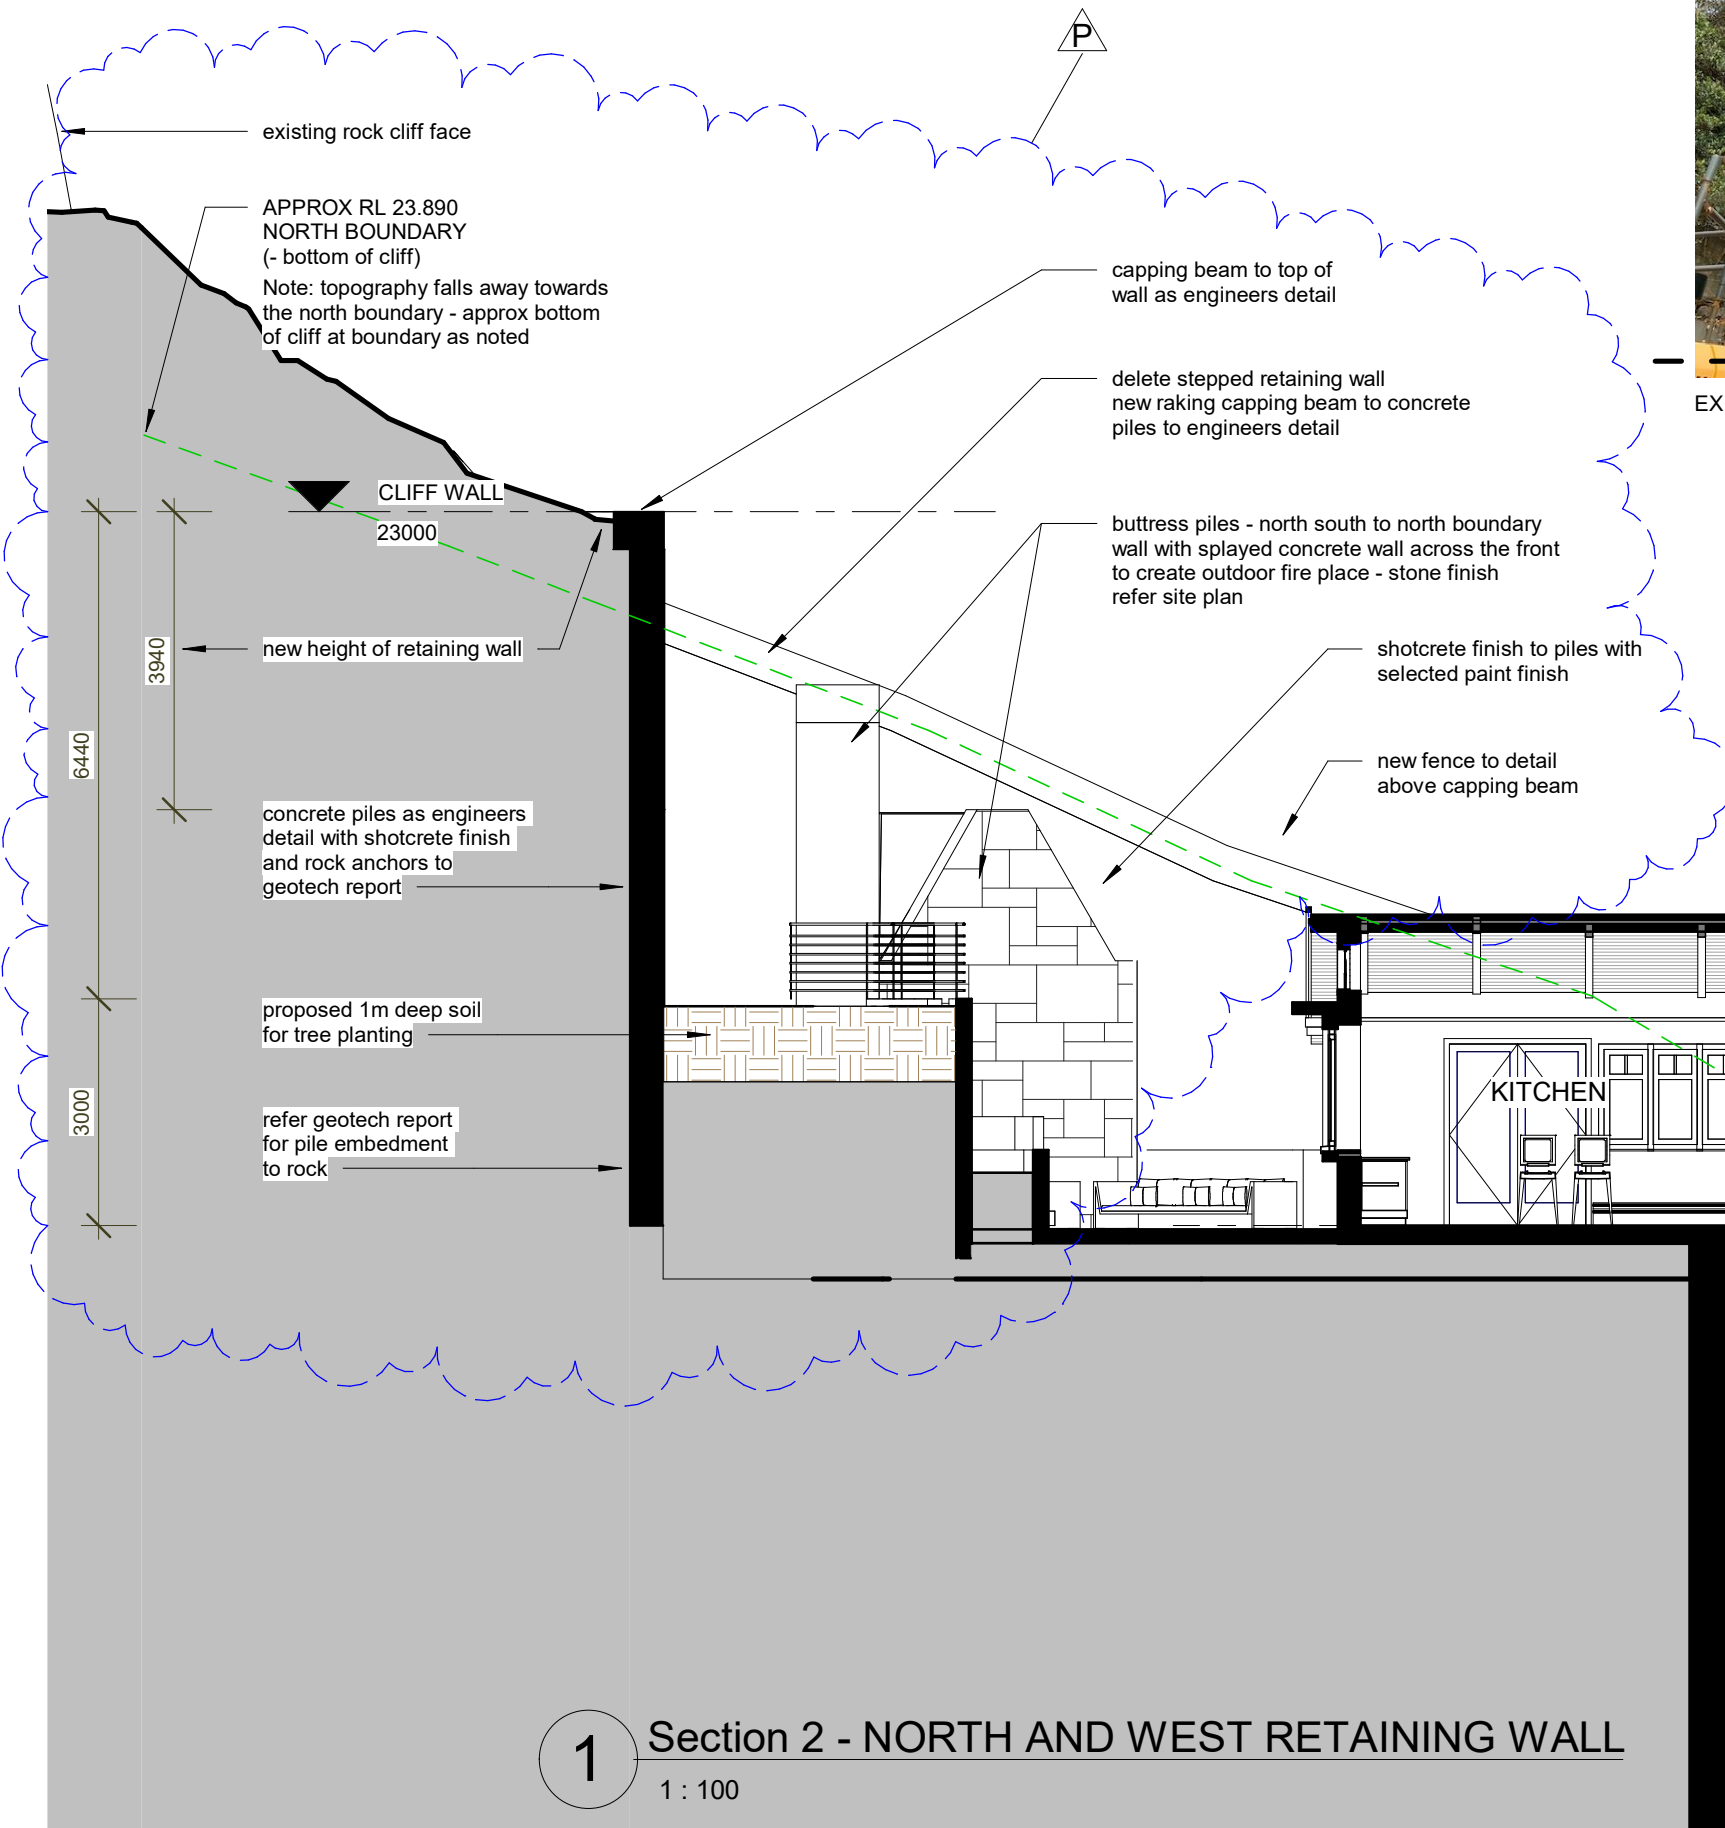 P
existing rock cliff face
APPROX RL 23.890
NORTH BOUNDARY
(- bottom of cliff)
Note: topography falls away towards
the north boundary - approx bottom
of cliff at boundary as noted
capping beam to top of
wall as engineers detail
delete stepped retaining wall
new raking capping beam to concrete
piles to engineers detail
EX
CLIFF WALL
23000
buttress piles - north south to north boundary
wall with splayed concrete wall across the front
to create outdoor fire place - stone finish
refer site plan
new height of retaining wall
3940
6440
shotcrete finish to piles with
selected paint finish
new fence to detail
above capping beam
concrete piles as engineers
detail with shotcrete finish
and rock anchors to
geotech report
proposed 1m deep soil
for tree planting
3000
refer geotech report
for pile embedment
to rock
KITCHEN
1
Section 2 - NORTH AND WEST RETAINING WALL
1 : 100